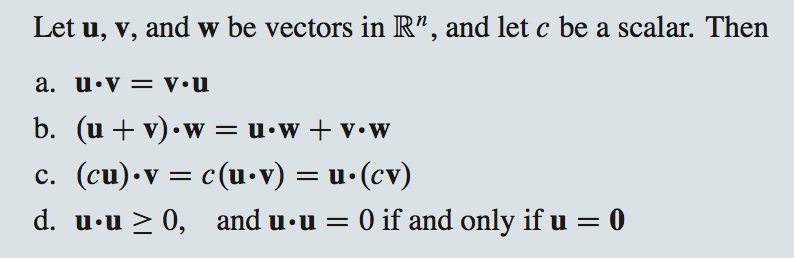 Let u, v, and w be vectors in ℝⁿ, and let c be a scalar. Then
a. u·v = v·u
b. (u + v)·w = u·w + v·w
c. (cu)·v = c(u·v) = u·(cv)
d. u·u ≥ 0, and u·u = 0 if and only if u = 0